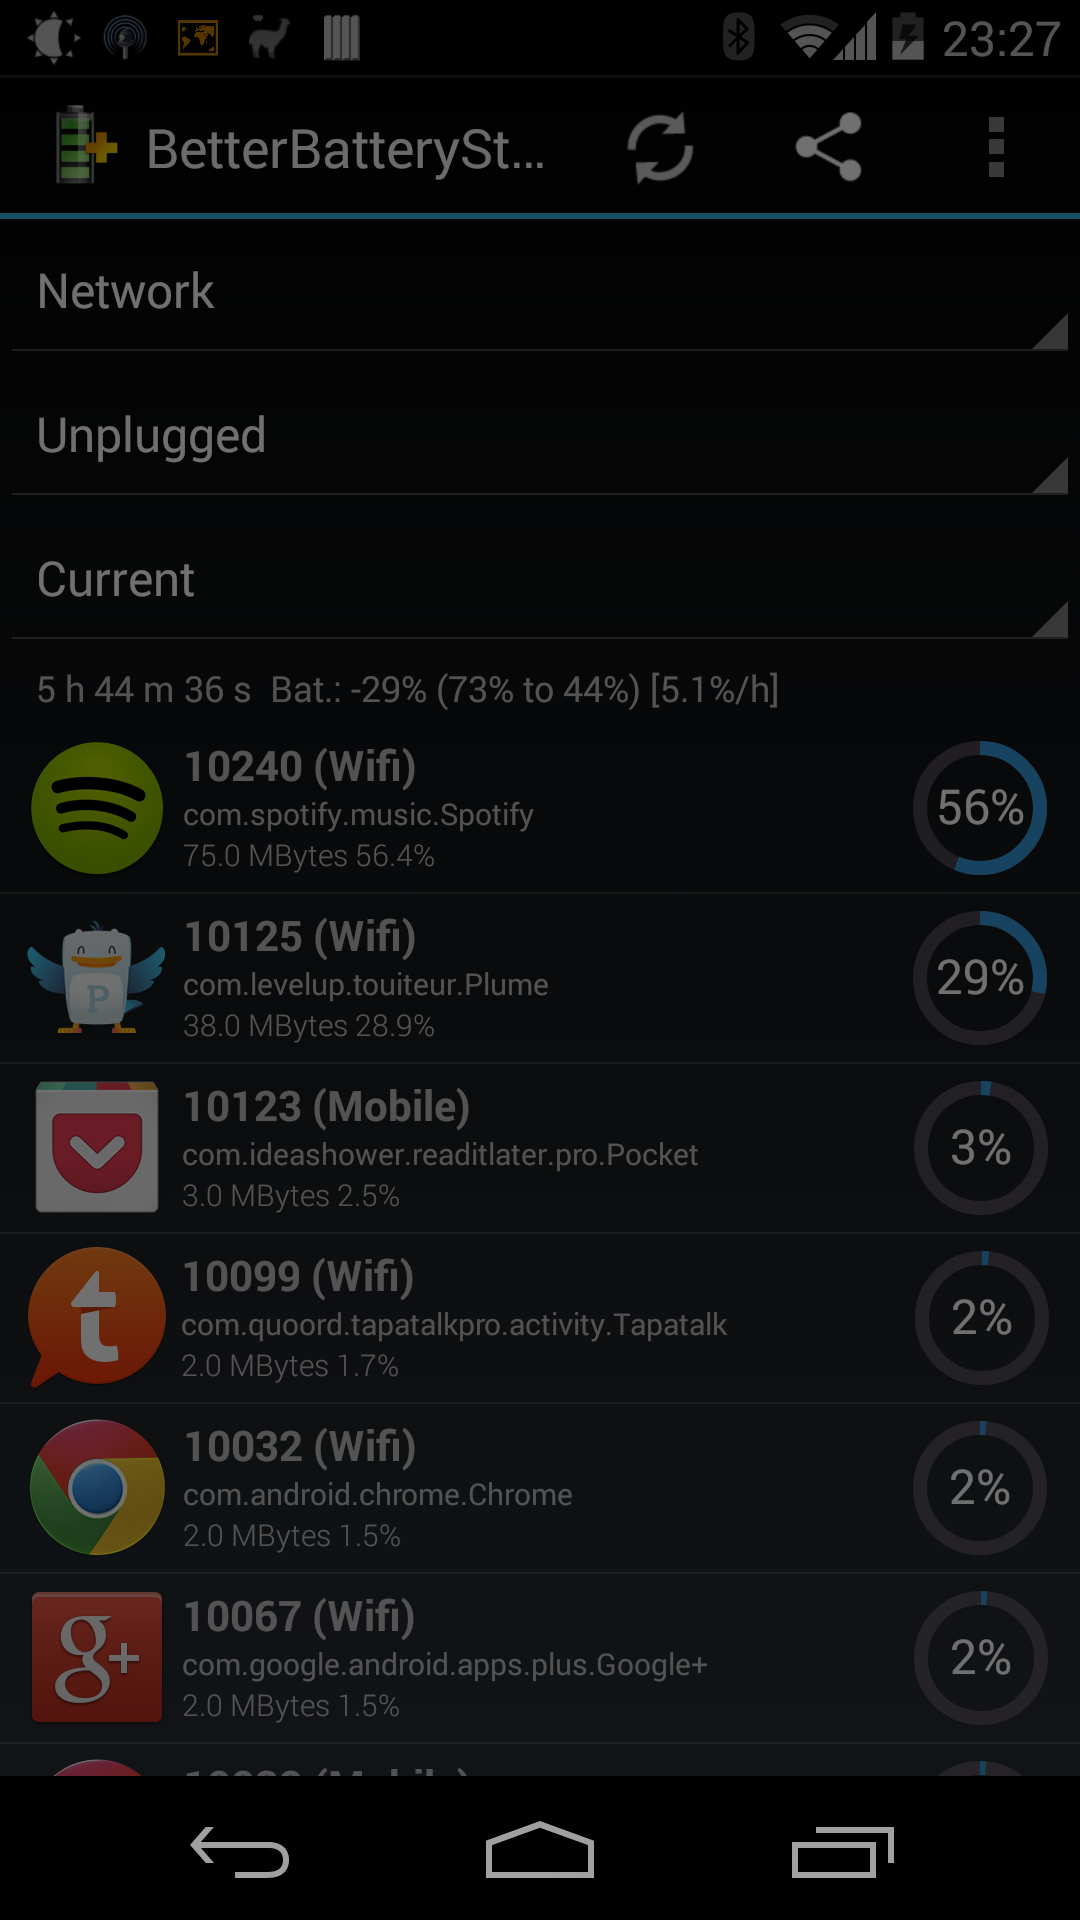 23:27
BetterBatterySt...
Network
Unplugged
Current
5 h 44 m 36 s  Bat.: -29% (73% to 44%) [5.1%/h]
10240 (Wifi)
com.spotify.music.Spotify
75.0 MBytes 56.4%
56%
10125 (Wifi)
com.levelup.touiteur.Plume
38.0 MBytes 28.9%
29%
P
10123 (Mobile)
com.ideashower.readitlater.pro.Pocket
3.0 MBytes 2.5%
3%
10099 (Wifi)
com.quoord.tapatalkpro.activity.Tapatalk
2.0 MBytes 1.7%
2%
t
10032 (Wifi)
com.android.chrome.Chrome
2.0 MBytes 1.5%
2%
10067 (Wifi)
com.google.android.apps.plus.Google+
2.0 MBytes 1.5%
2%
g+